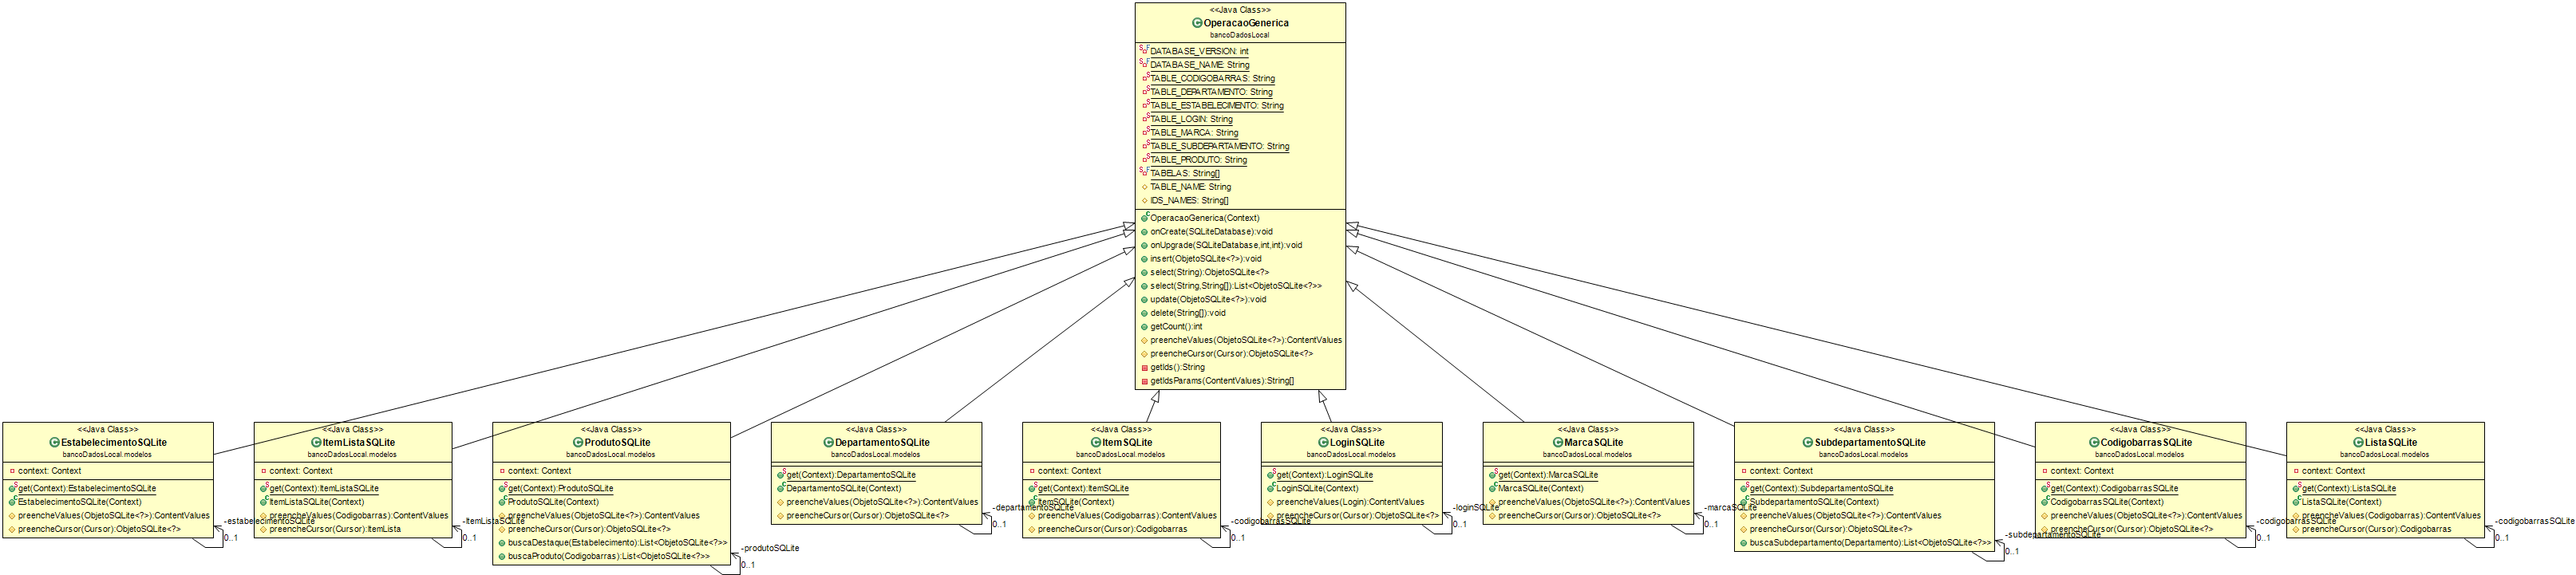 <<Java Class>>
OperacaoGenerica
bancoDadosLocal
DATABASE_VERSION: int
DATABASE_NAME: String
TABLE_CODIGOBARRAS: String
TABLE_DEPARTAMENTO: String
TABLE_ESTABELECIMENTO: String
TABLE_LOGIN: String
TABLE_MARCA: String
TABLE_SUBDEPARTAMENTO: String
TABLE_PRODUTO: String
TABELAS: String[]
TABLE_NAME: String
IDS_NAMES: String[]
OperacaoGenerica(Context)
onCreate(SQLiteDatabase):void
onUpgrade(SQLiteDatabase,int,int):void
insert(ObjetoSQLite<?>):void
select(String):ObjetoSQLite<?>
select(String,String[]):List<ObjetoSQLite<?>>
update(ObjetoSQLite<?>):void
delete(String[]):void
getCount():int
preencheValues(ObjetoSQLite<?>):ContentValues
preencheCursor(Cursor):ObjetoSQLite<?>
getIds():String
getIdsParams(ContentValues):String[]
<<Java Class>>
EstabelecimentoSQLite
bancoDadosLocal.modelos
context: Context
get(Context):EstabelecimentoSQLite
EstabelecimentoSQLite(Context)
preencheValues(ObjetoSQLite<?>):ContentValues
preencheCursor(Cursor):ObjetoSQLite<?>
-estabelecimentoSQLite
0..1
<<Java Class>>
ItemListaSQLite
bancoDadosLocal.modelos
context: Context
get(Context):ItemListaSQLite
ItemListaSQLite(Context)
preencheValues(Codigobarras):ContentValues
preencheCursor(Cursor):ItemLista
-ItemListaSQLite
0..1
<<Java Class>>
ProdutoSQLite
bancoDadosLocal.modelos
context: Context
get(Context):ProdutoSQLite
ProdutoSQLite(Context)
preencheValues(ObjetoSQLite<?>):ContentValues
preencheCursor(Cursor):ObjetoSQLite<?>
buscaDestaque(Estabelecimento):List<ObjetoSQLite<?>>
buscaProduto(Codigobarras):List<ObjetoSQLite<?>>
-produtoSQLite
0..1
<<Java Class>>
DepartamentoSQLite
bancoDadosLocal.modelos
get(Context):DepartamentoSQLite
DepartamentoSQLite(Context)
preencheValues(ObjetoSQLite<?>):ContentValues
preencheCursor(Cursor):ObjetoSQLite<?>
-departamentoSQLite
0..1
<<Java Class>>
ItemSQLite
bancoDadosLocal.modelos
context: Context
get(Context):ItemSQLite
ItemSQLite(Context)
preencheValues(Codigobarras):ContentValues
preencheCursor(Cursor):Codigobarras
-codigobarrasSQLite
0..1
<<Java Class>>
LoginSQLite
bancoDadosLocal.modelos
get(Context):LoginSQLite
LoginSQLite(Context)
preencheValues(Login):ContentValues
preencheCursor(Cursor):ObjetoSQLite<?>
-loginSQLite
0..1
<<Java Class>>
MarcaSQLite
bancoDadosLocal.modelos
get(Context):MarcaSQLite
MarcaSQLite(Context)
preencheValues(ObjetoSQLite<?>):ContentValues
preencheCursor(Cursor):ObjetoSQLite<?>
-marcaSQLite
0..1
<<Java Class>>
SubdepartamentoSQLite
bancoDadosLocal.modelos
context: Context
get(Context):SubdepartamentoSQLite
SubdepartamentoSQLite(Context)
preencheValues(ObjetoSQLite<?>):ContentValues
preencheCursor(Cursor):ObjetoSQLite<?>
buscaSubdepartamento(Departamento):List<ObjetoSQLite<?>>
-subdepartamentoSQLite
0..1
<<Java Class>>
CodigobarrasSQLite
bancoDadosLocal.modelos
context: Context
get(Context):CodigobarrasSQLite
CodigobarrasSQLite(Context)
preencheValues(ObjetoSQLite<?>):ContentValues
preencheCursor(Cursor):ObjetoSQLite<?>
-codigobarrasSQLite
0..1
<<Java Class>>
ListaSQLite
bancoDadosLocal.modelos
context: Context
get(Context):ListaSQLite
ListaSQLite(Context)
preencheValues(Codigobarras):ContentValues
preencheCursor(Cursor):Codigobarras
-codigobarrasSQLite
0..1